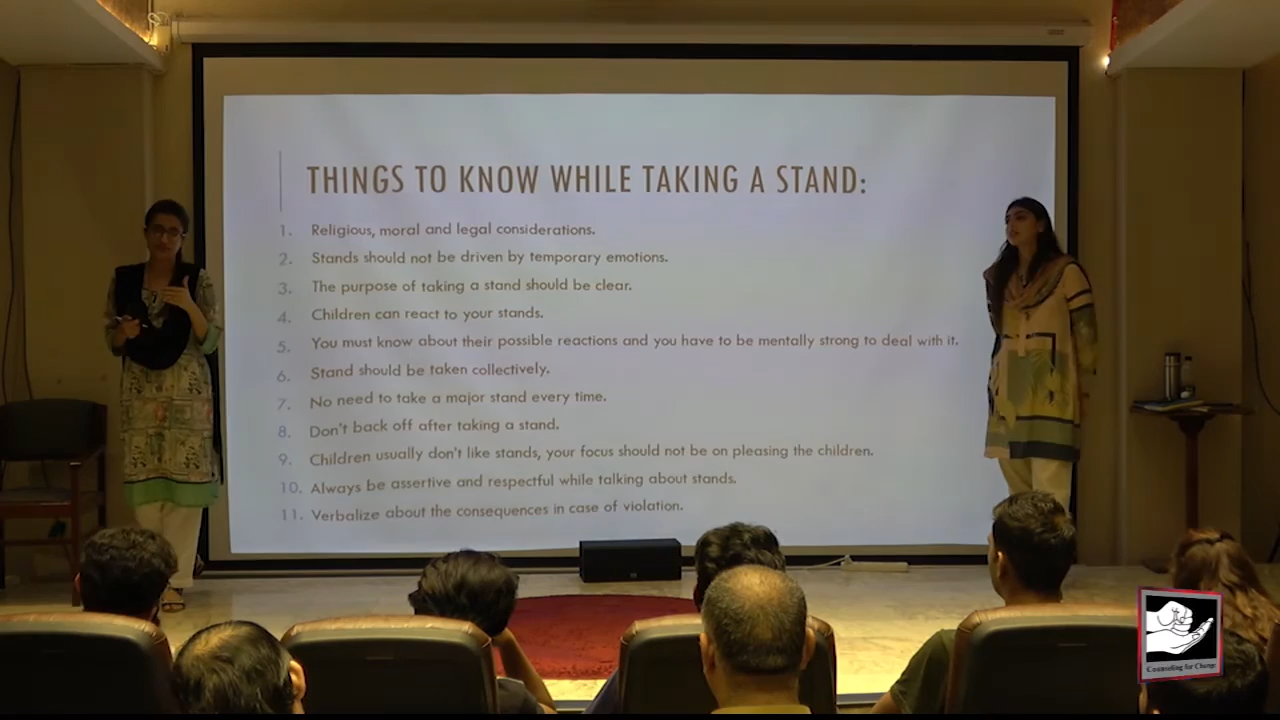 THINGS TO KNOW WHILE TAKING A STAND:
1. Religious, moral and legal considerations.
2. Stands should not be driven by temporary emotions.
3. The purpose of taking a stand should be clear.
4. Children can react to your stands.
5. You must know about their possible reactions and you have to be mentally strong to deal with it.
6. Stand should be taken collectively.
7. No need to take a major stand every time.
8. Don't back off after taking a stand.
9. Children usually don't like stands, your focus should not be on pleasing the children.
10. Always be assertive and respectful while talking about stands.
11. Verbalize about the consequences in case of violation.
Counseling for Change